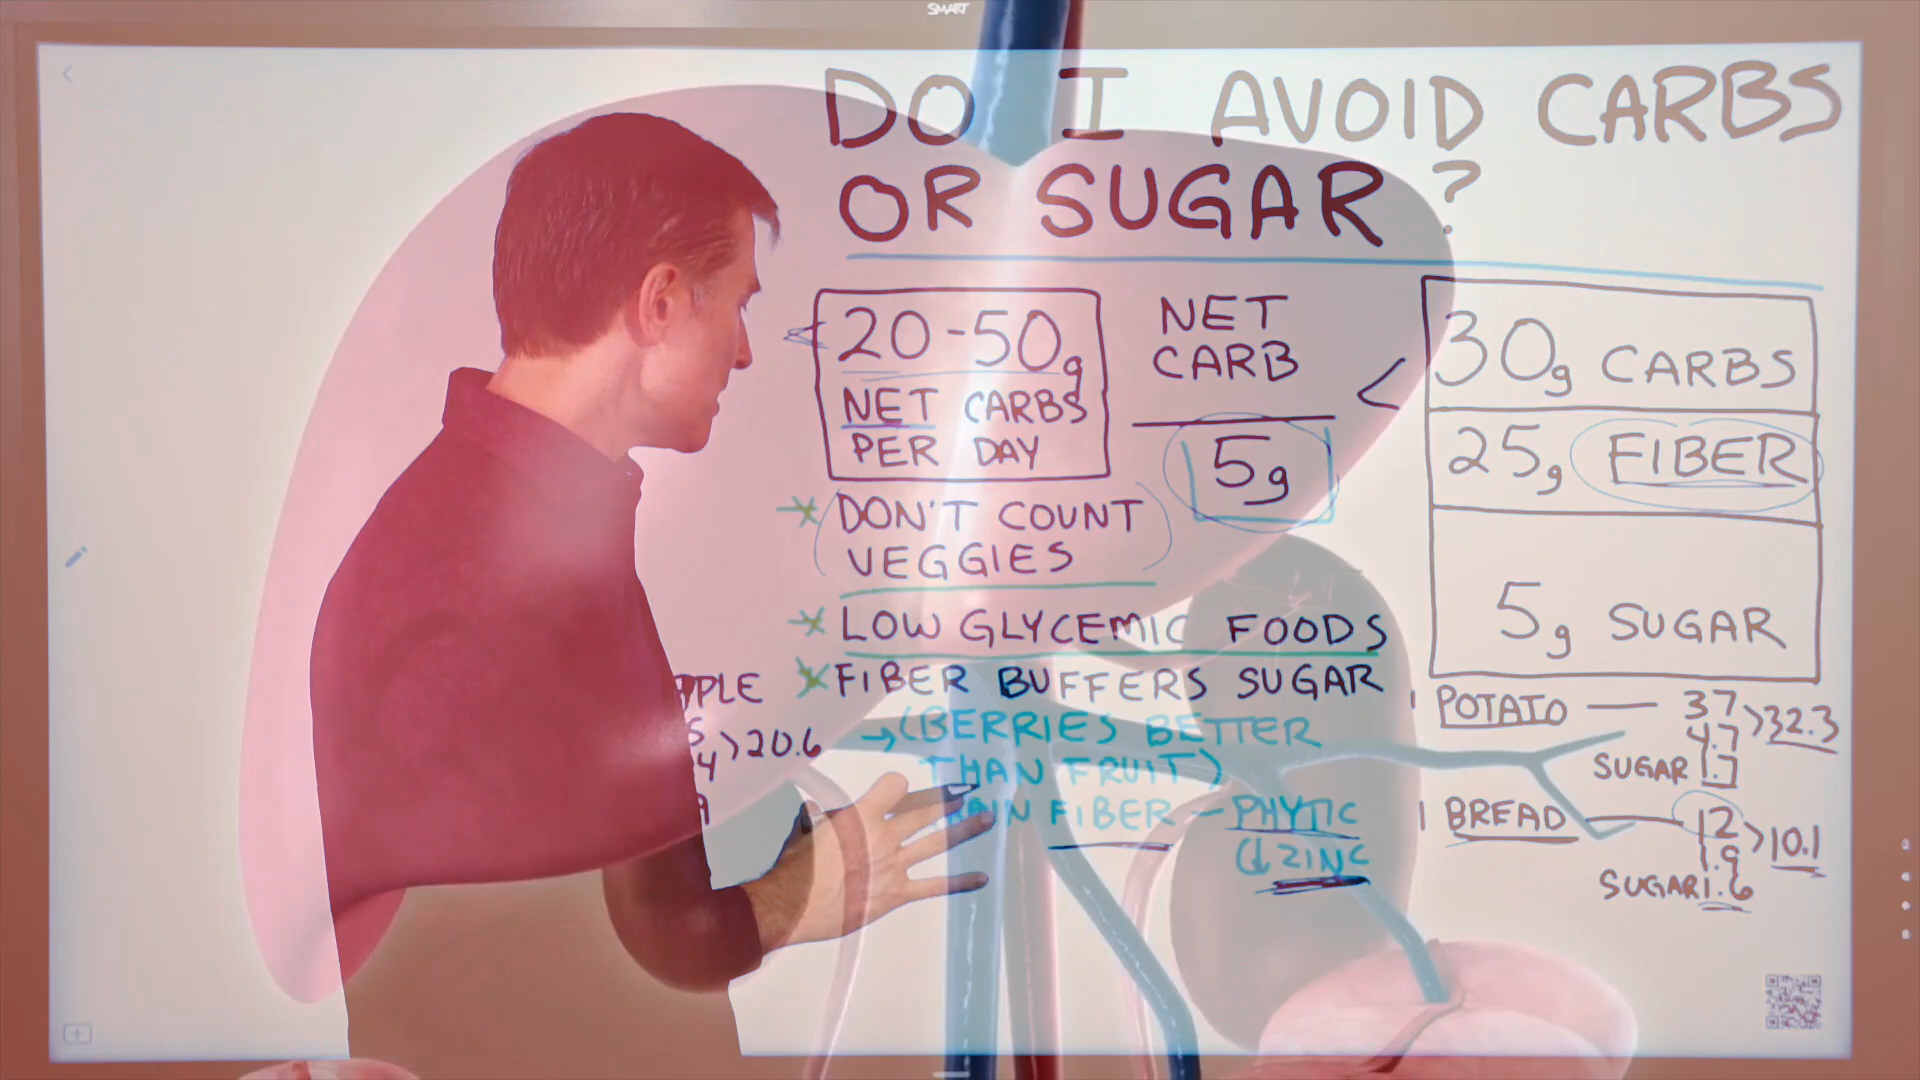 SMART
DO I AVOID CARBS
OR SUGAR?
20-50g
NET CARBS
PER DAY
NET
CARB
5g
<
30g CARBS
25g FIBER
5g SUGAR
DON'T COUNT
VEGGIES
LOW GLYCEMIC FOODS
FIBER BUFFERS SUGAR
(BERRIES BETTER
THAN FRUIT)
FIBER - PHYTIC
ZINC
PPLE
>20.6
1 POTATO — 37
4.7 >32.3
SUGAR 1.7
1 BREAD — 12
1.9 >10.1
SUGAR 1.6